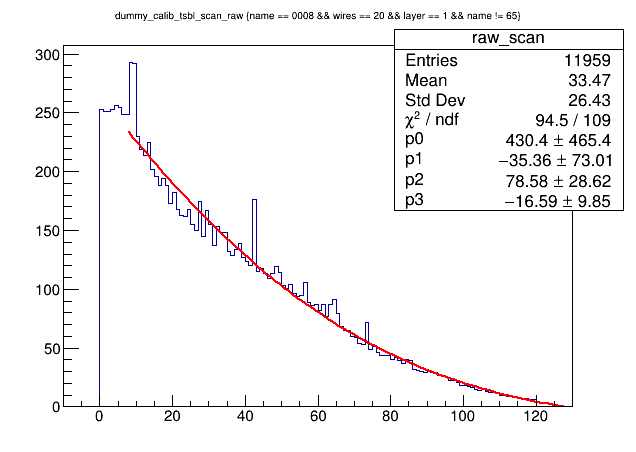 dummy_calib_tsbl_scan_raw {name == 0008 && wires == 20 && layer == 1 && name != 65}
raw_scan
Entries 11959
Mean 33.47
Std Dev 26.43
χ² / ndf 94.5 / 109
p0 430.4 ± 465.4
p1 −35.36 ± 73.01
p2 78.58 ± 28.62
p3 −16.59 ± 9.85
300
250
200
150
100
50
0
0 20 40 60 80 100 120